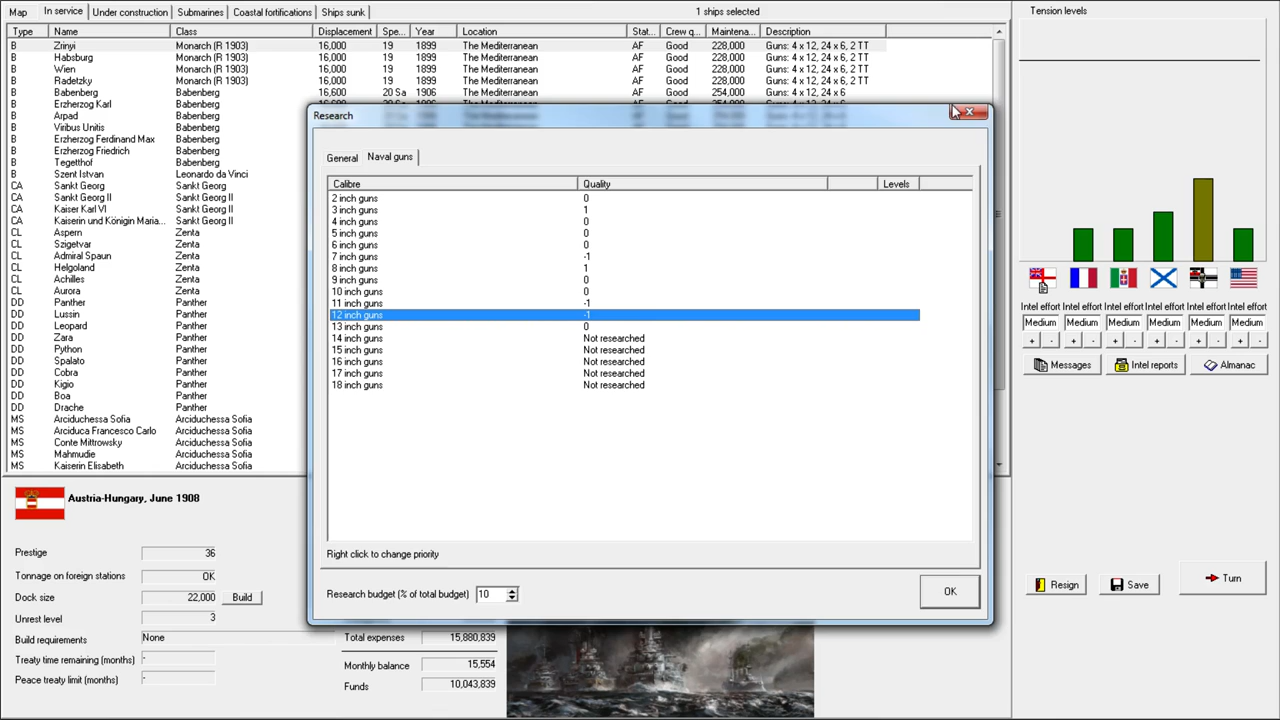 Map In service Under construction Submarines Coastal fortifications Ships sunk 1 ships selected Tension levels
Type Name Class Displacement Spe... Year Location Stat... Crew q... Maintena... Description
B Zrinyi Monarch (R 1903) 16,000 19 1899 The Mediterranean AF Good 228,000 Guns: 4 x 12, 24 x 6, 2 TT
B Habsburg Monarch (R 1903) 16,000 19 1899 The Mediterranean AF Good 228,000 Guns: 4 x 12, 24 x 6, 2 TT
B Wien Monarch (R 1903) 16,000 19 1899 The Mediterranean AF Good 228,000 Guns: 4 x 12, 24 x 6, 2 TT
B Radetzky Monarch (R 1903) 16,000 19 1899 The Mediterranean AF Good 228,000 Guns: 4 x 12, 24 x 6, 2 TT
B Babenberg Babenberg 16,600 20 Sa 1906 The Mediterranean AF Good 254,000 Guns: 4 x 12, 24 x 6
B Erzherzog Karl Babenberg
B Arpad Babenberg
B Viribus Unitis Babenberg
B Erzherzog Ferdinand Max Babenberg
B Erzherzog Friedrich Babenberg
B Tegetthof Babenberg
B Szent Istvan Leonardo da Vinci
CA Sankt Georg Sankt Georg
CA Sankt Georg II Sankt Georg II
CA Kaiser Karl VI Sankt Georg II
CA Kaiserin und Königin Maria... Sankt Georg II
CL Aspern Zenta
CL Szigetvar Zenta
CL Admiral Spaun Zenta
CL Helgoland Zenta
CL Achilles Zenta
CL Aurora Zenta
DD Panther Panther
DD Lussin Panther
DD Leopard Panther
DD Zara Panther
DD Python Panther
DD Spalato Panther
DD Cobra Panther
DD Kigio Panther
DD Boa Panther
DD Drache Panther
MS Arciduchessa Sofia Arciduchessa Sofia
MS Arciduca Francesco Carlo Arciduchessa Sofia
MS Conte Mittrowsky Arciduchessa Sofia
MS Mahmudie Arciduchessa Sofia
MS Kaiserin Elisabeth Arciduchessa Sofia
Research
General Naval guns
Calibre Quality Levels
2 inch guns 0
3 inch guns 1
4 inch guns 0
5 inch guns 0
6 inch guns 0
7 inch guns -1
8 inch guns 1
9 inch guns 0
10 inch guns 0
11 inch guns -1
12 inch guns -1
13 inch guns 0
14 inch guns Not researched
15 inch guns Not researched
16 inch guns Not researched
17 inch guns Not researched
18 inch guns Not researched
Right click to change priority
Research budget (% of total budget) 10 OK
Intel effort Intel effort Intel effort Intel effort Intel effort Intel effort
Medium Medium Medium Medium Medium Medium
+ - + - + - + - + - + -
Messages Intel reports Almanac
Austria-Hungary, June 1908
Prestige 36
Tonnage on foreign stations OK
Dock size 22,000 Build
Unrest level 3
Build requirements None
Treaty time remaining (months) -
Peace treaty limit (months) -
Total expenses 15,880,839
Monthly balance 15,554
Funds 10,043,839
Resign Save Turn